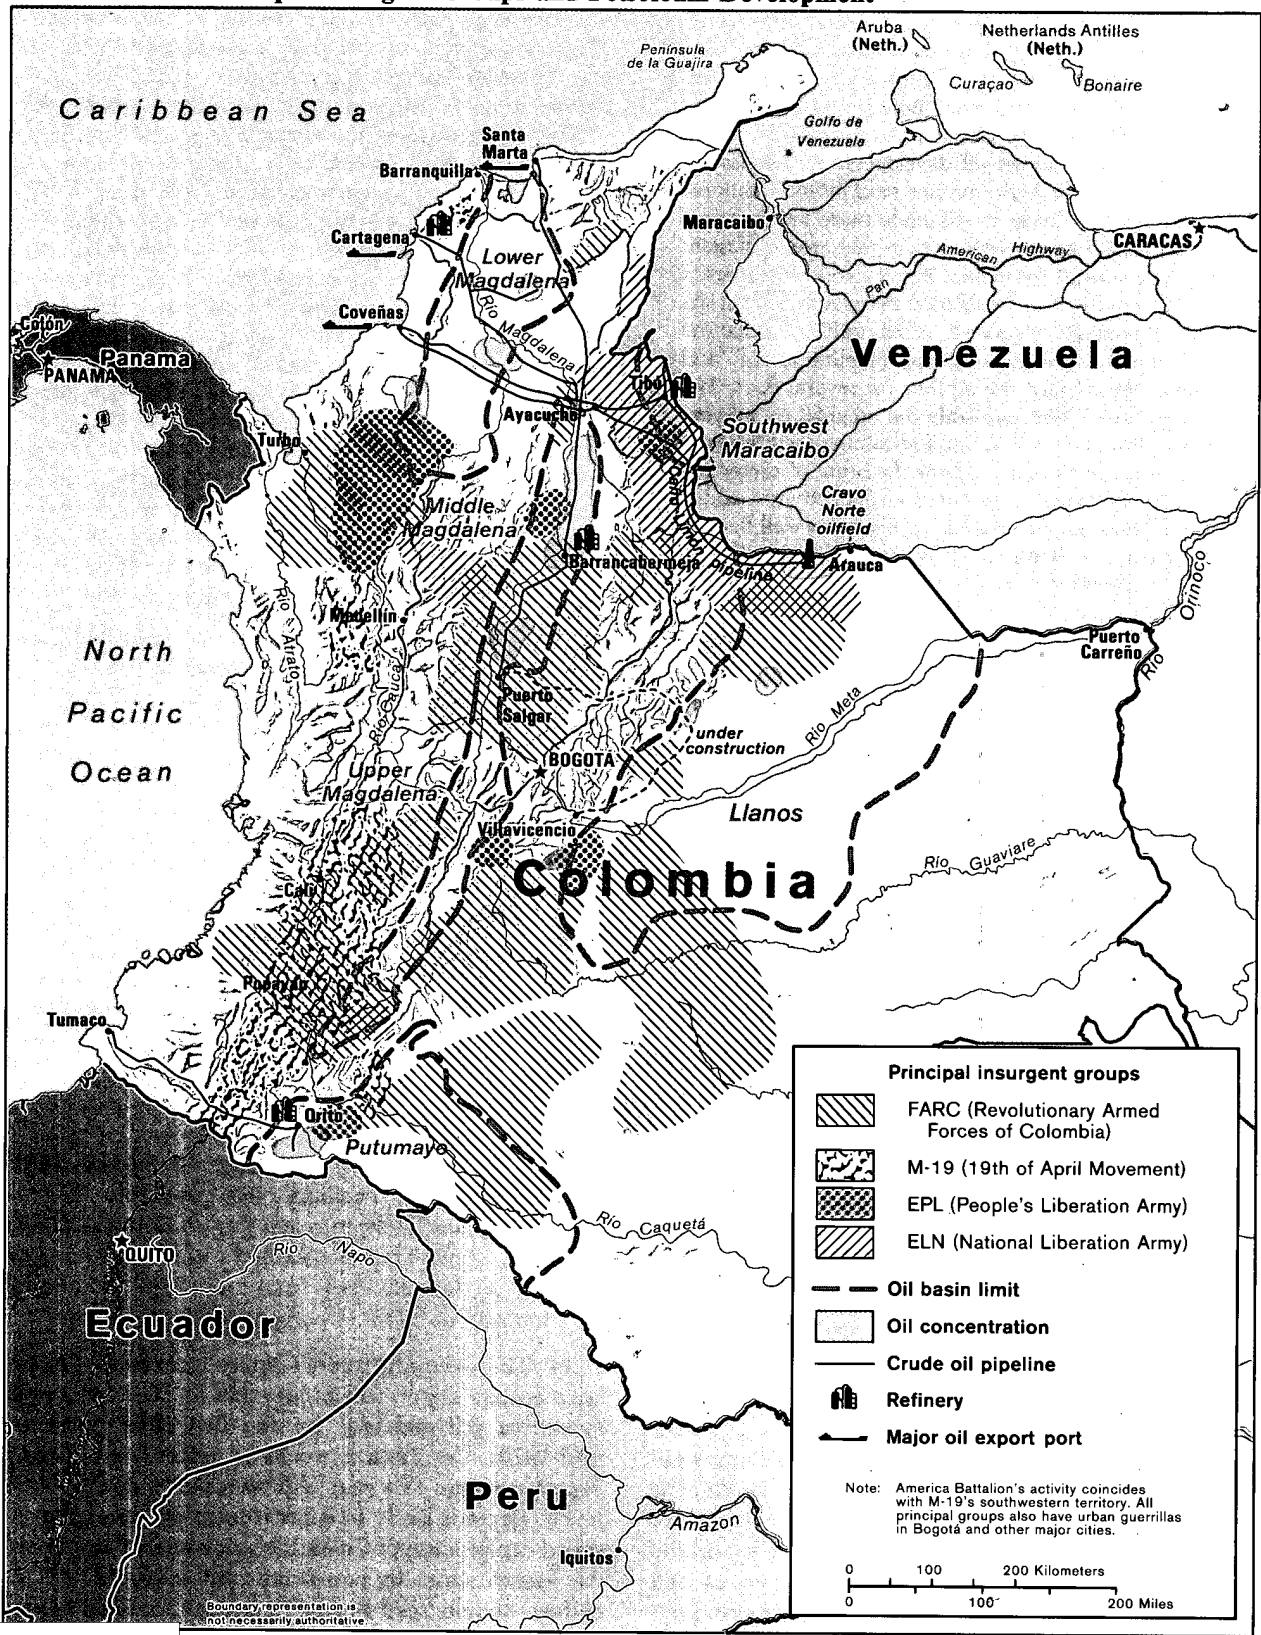 and Petroleum Development
Aruba
(Neth.)
Netherlands Antilles
(Neth.)
Península
de la Guajira
Curaçao
Bonaire
Caribbean Sea
Golfo de
Venezuela
Santa
Marta
Barranquilla
Maracaibo
Cartagena
CARACAS
Lower
Magdalena
Pan American Highway
Río Magdalena
Coveñas
Colón
Panama
PANAMA
Venezuela
Tibú
Ayacucho
Turbo
Southwest
Maracaibo
Cravo
Norte
oilfield
Middle
Magdalena
Caño Limón pipeline
Barrancabermeja
Arauca
Río Orinoco
Río Atrato
Medellín
Puerto
Carreño
North
Pacific
Ocean
Río Cauca
Puerto
Salgar
Río Meta
under
construction
BOGOTÁ
Upper
Magdalena
Llanos
Villavicencio
Río Guaviare
Colombia
Cali
Popayán
Tumaco
Orito
Putumayo
Río Caquetá
QUITO
Río Napo
Ecuador
Peru
Amazon
Iquitos
Boundary representation is
not necessarily authoritative.
Principal insurgent groups
FARC (Revolutionary Armed
Forces of Colombia)
M-19 (19th of April Movement)
EPL (People's Liberation Army)
ELN (National Liberation Army)
Oil basin limit
Oil concentration
Crude oil pipeline
Refinery
Major oil export port
Note: America Battalion's activity coincides
with M-19's southwestern territory. All
principal groups also have urban guerrillas
in Bogotá and other major cities.
0 100 200 Kilometers
0 100 200 Miles